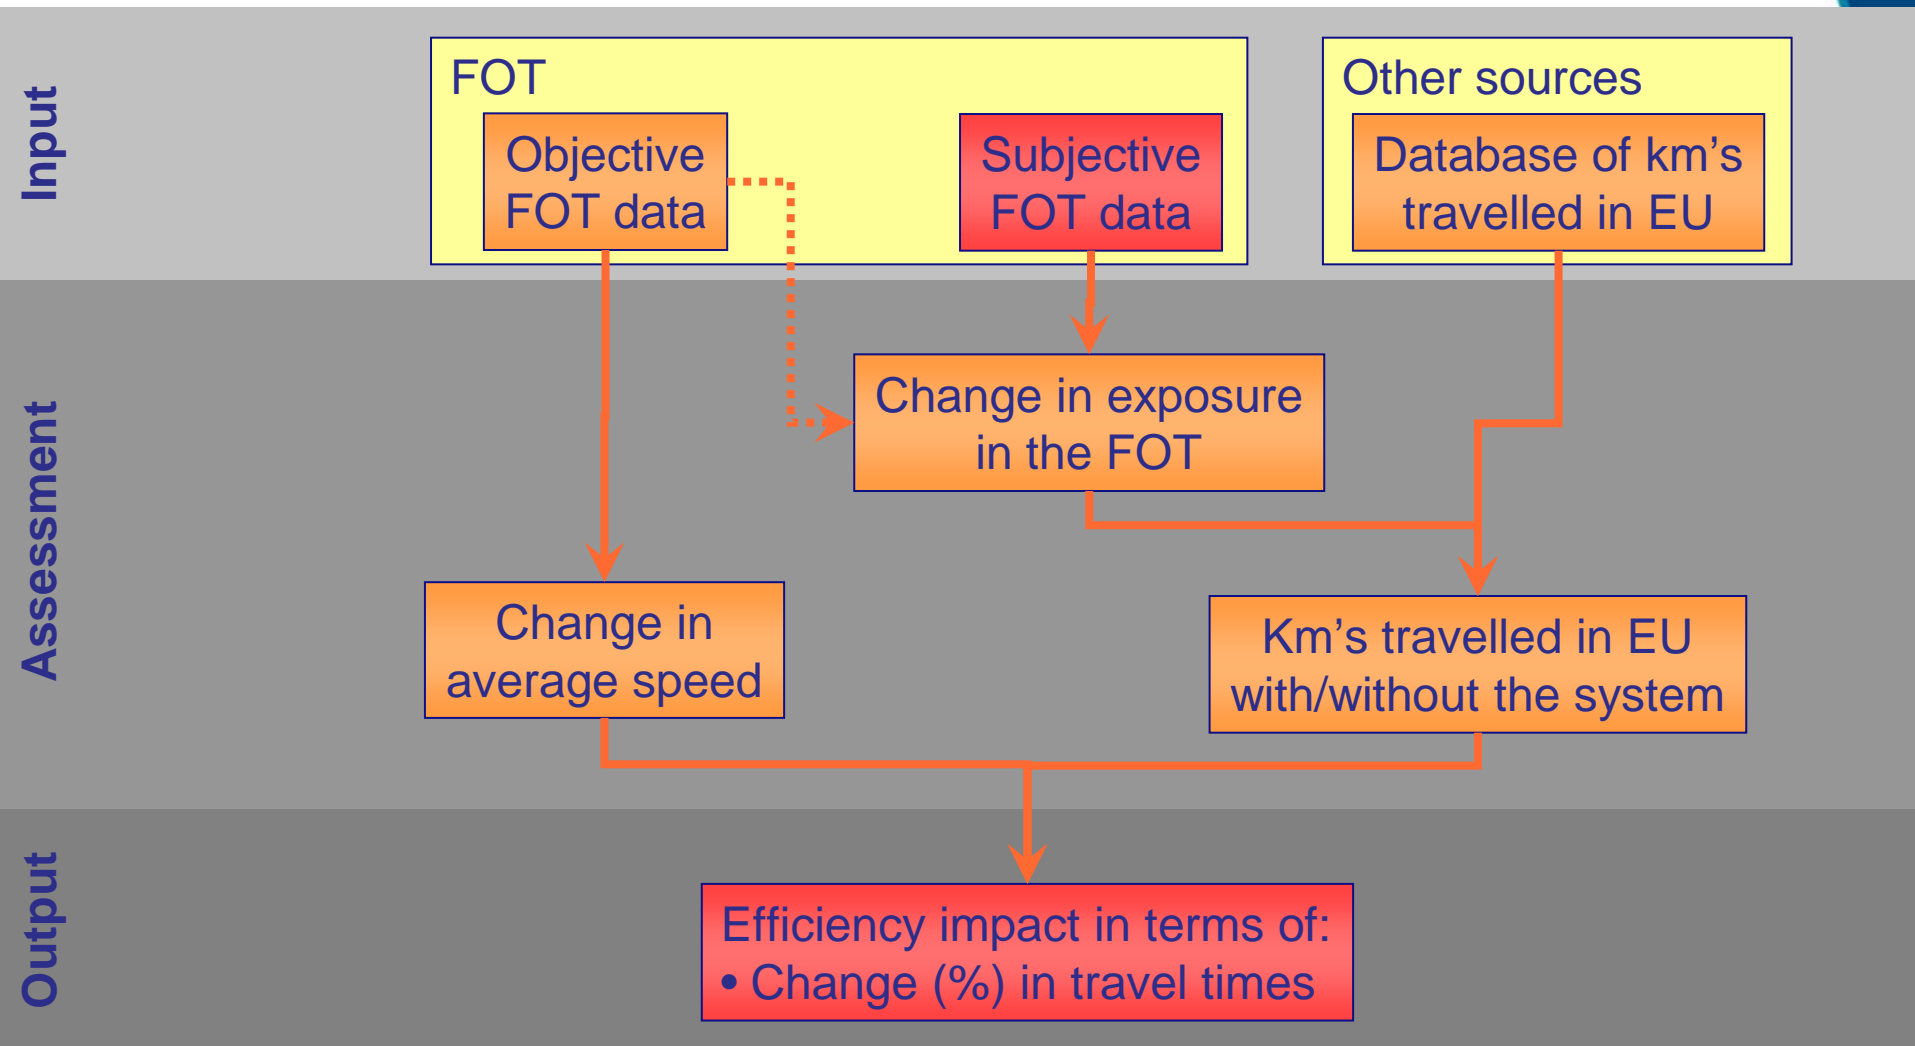 Input
FOT
Objective
FOT data
Subjective
FOT data
Other sources
Database of km's
travelled in EU
Assessment
Change in exposure
in the FOT
Change in
average speed
Km’s travelled in EU
with/without the system
Output
Efficiency impact in terms of:
• Change (%) in travel times